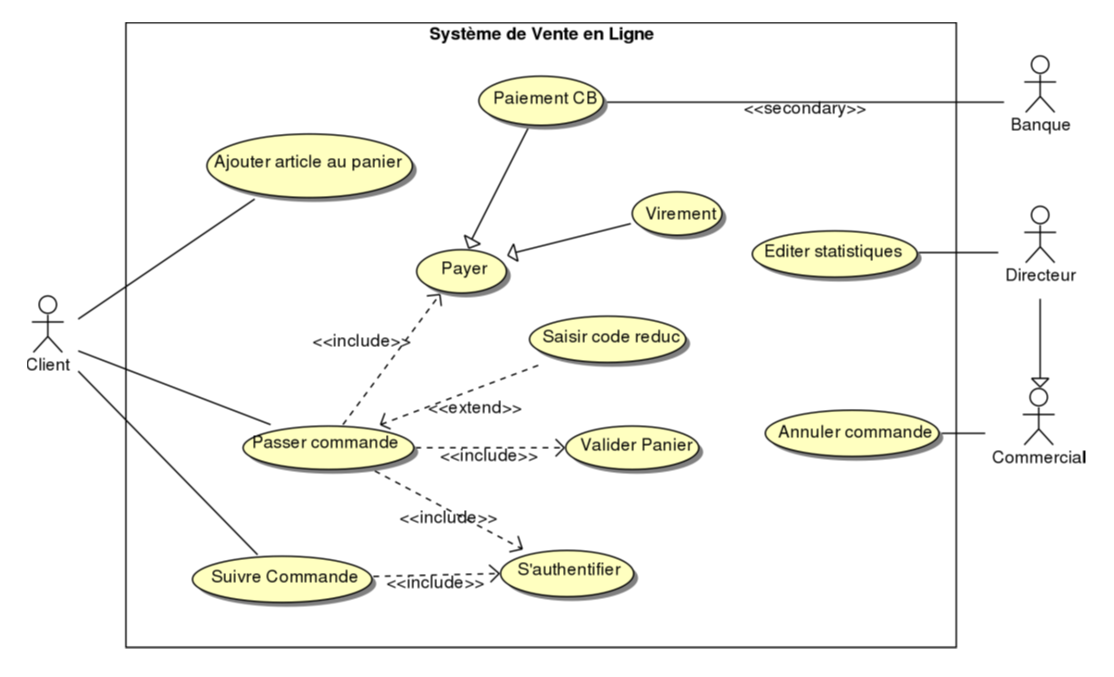 Système de Vente en Ligne
Paiement CB
<<secondary>>
Banque
Ajouter article au panier
Virement
Editer statistiques
Directeur
Payer
<<include>>
Saisir code reduc
Client
<<extend>>
Passer commande
<<include>>
Valider Panier
Annuler commande
Commercial
<<include>>
Suivre Commande
<<include>>
S'authentifier